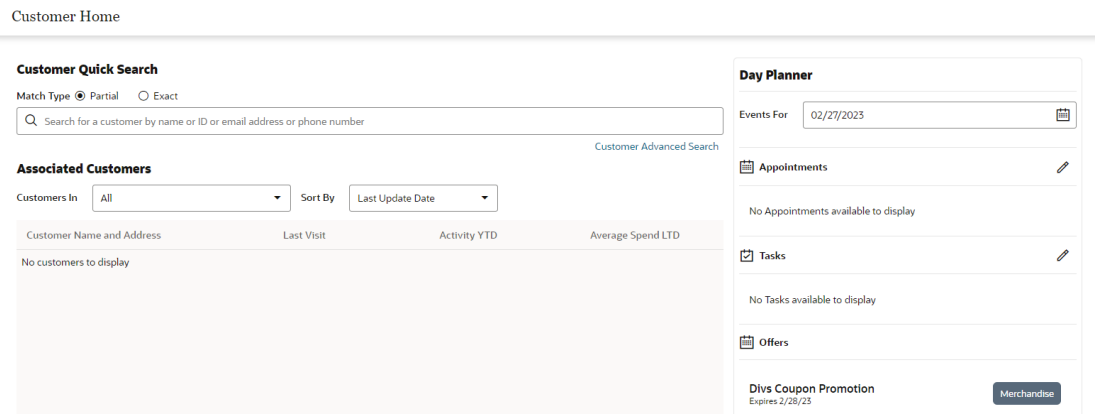 Customer Home
Customer Quick Search
Match Type Partial Exact
Search for a customer by name or ID or email address or phone number
Customer Advanced Search
Associated Customers
Customers In All Sort By Last Update Date
Customer Name and Address Last Visit Activity YTD Average Spend LTD
No customers to display
Day Planner
Events For 02/27/2023
Appointments
No Appointments available to display
Tasks
No Tasks available to display
Offers
Divs Coupon Promotion
Expires 2/28/23
Merchandise